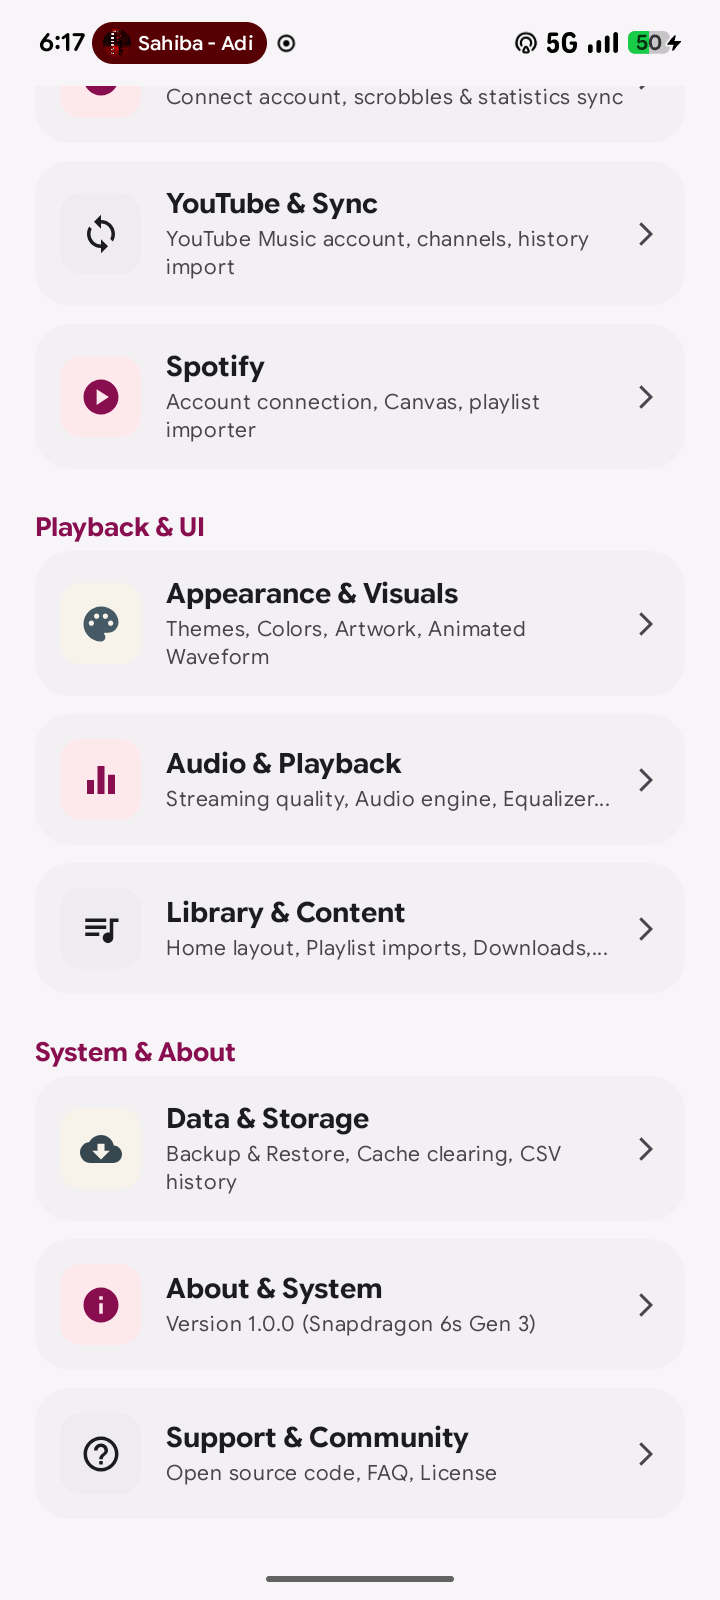 6:17 Sahiba - Adi 5G 50
Connect account, scrobbles & statistics sync
YouTube & Sync
YouTube Music account, channels, history
import
Spotify
Account connection, Canvas, playlist
importer
Playback & UI
Appearance & Visuals
Themes, Colors, Artwork, Animated
Waveform
Audio & Playback
Streaming quality, Audio engine, Equalizer...
Library & Content
Home layout, Playlist imports, Downloads,...
System & About
Data & Storage
Backup & Restore, Cache clearing, CSV
history
About & System
Version 1.0.0 (Snapdragon 6s Gen 3)
Support & Community
Open source code, FAQ, License